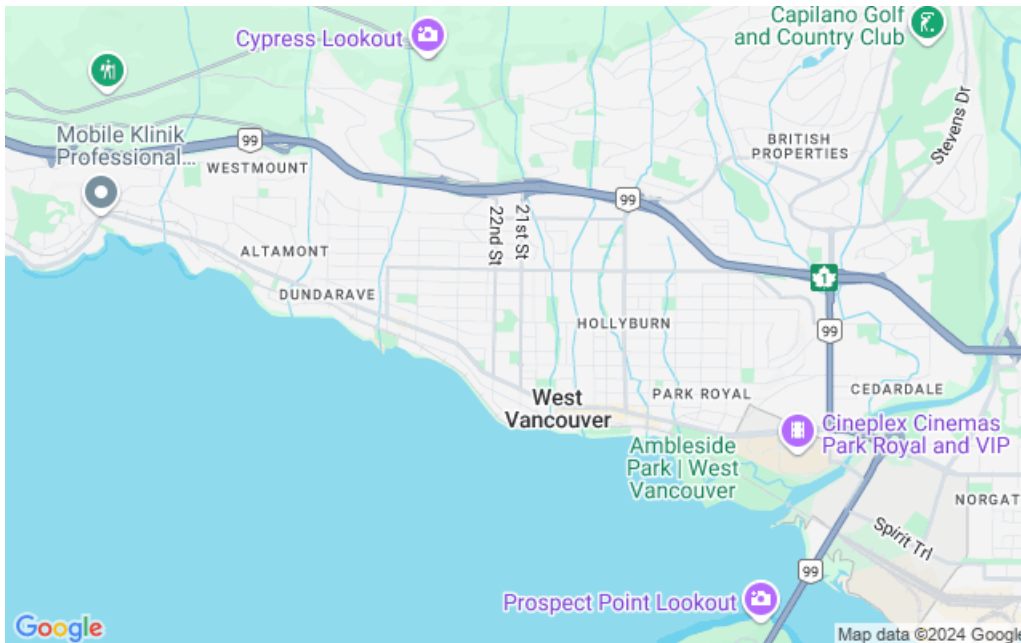 Cypress Lookout
Capilano Golf
and Country Club
Stevens Dr
Mobile Klinik
Professional...
99
WESTMOUNT
BRITISH
PROPERTIES
99
22nd St
21st St
ALTAMONT
DUNDARAVE
1
99
HOLLYBURN
PARK ROYAL
CEDARDALE
West
Vancouver
Cineplex Cinemas
Park Royal and VIP
Ambleside
Park | West
Vancouver
NORGAT
Spirit Trl
99
Prospect Point Lookout
Google
Map data ©2024 Google